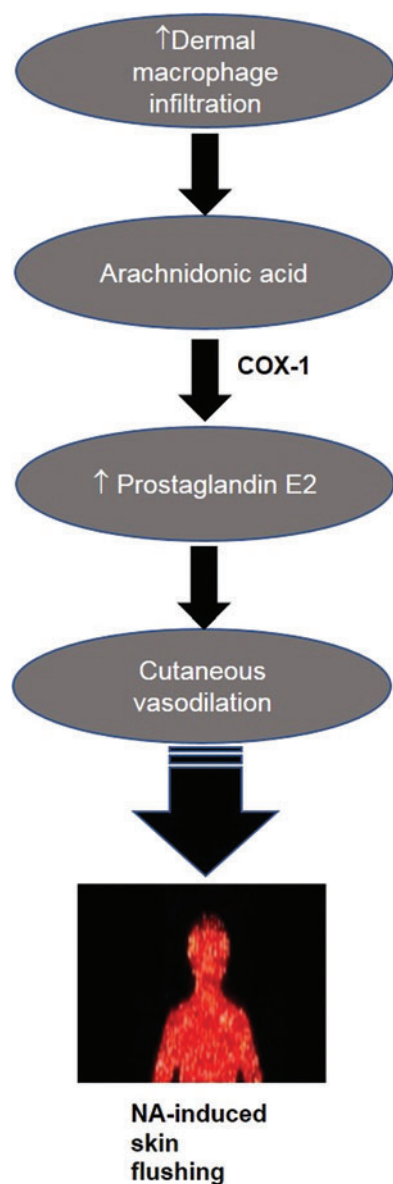 ↑Dermal
macrophage
infiltration
Arachnidonic acid
COX-1
↑ Prostaglandin E2
Cutaneous
vasodilation
NA-induced
skin
flushing